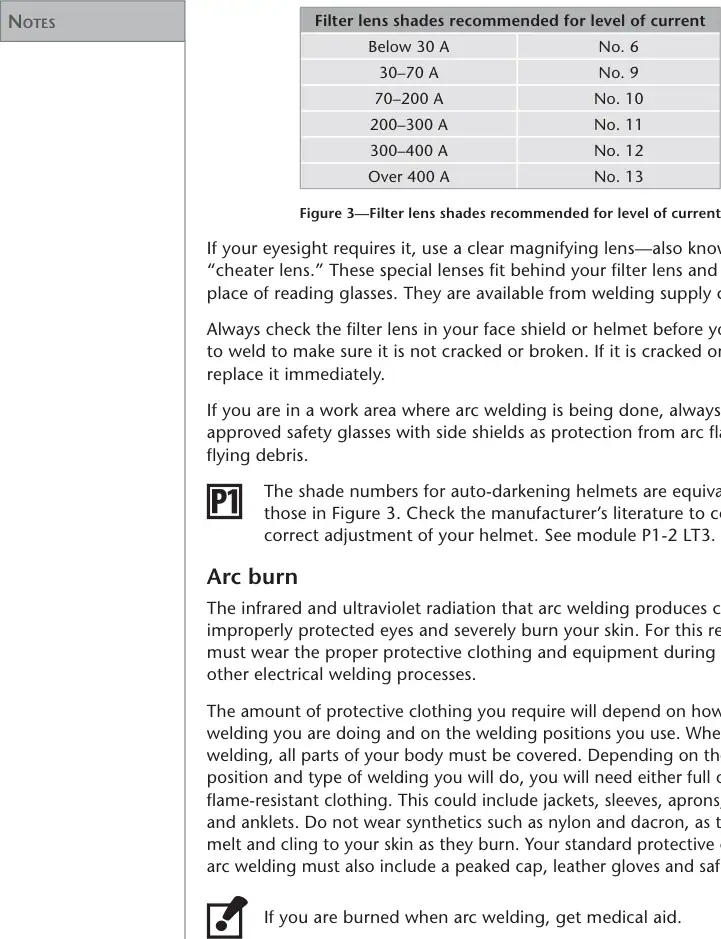 NOTES
Filter lens shades recommended for level of current
Below 30 A No. 6
30–70 A No. 9
70–200 A No. 10
200–300 A No. 11
300–400 A No. 12
Over 400 A No. 13
Figure 3—Filter lens shades recommended for level of current
If your eyesight requires it, use a clear magnifying lens—also
“cheater lens.” These special lenses fit behind your filter lens and
place of reading glasses. They are available from welding supply
Always check the filter lens in your face shield or helmet before
to weld to make sure it is not cracked or broken. If it is cracked
replace it immediately.
If you are in a work area where arc welding is being done, always
approved safety glasses with side shields as protection from arc
flying debris.
P1
The shade numbers for auto-darkening helmets are
those in Figure 3. Check the manufacturer’s literature to
correct adjustment of your helmet. See module P1-2 LT3.
Arc burn
The infrared and ultraviolet radiation that arc welding produces
improperly protected eyes and severely burn your skin. For this
must wear the proper protective clothing and equipment during
other electrical welding processes.
The amount of protective clothing you require will depend on how
welding you are doing and on the welding positions you use.
welding, all parts of your body must be covered. Depending on the
position and type of welding you will do, you will need either full
flame-resistant clothing. This could include jackets, sleeves, aprons,
and anklets. Do not wear synthetics such as nylon and dacron, as
melt and cling to your skin as they burn. Your standard protective
arc welding must also include a peaked cap, leather gloves and
If you are burned when arc welding, get medical aid.